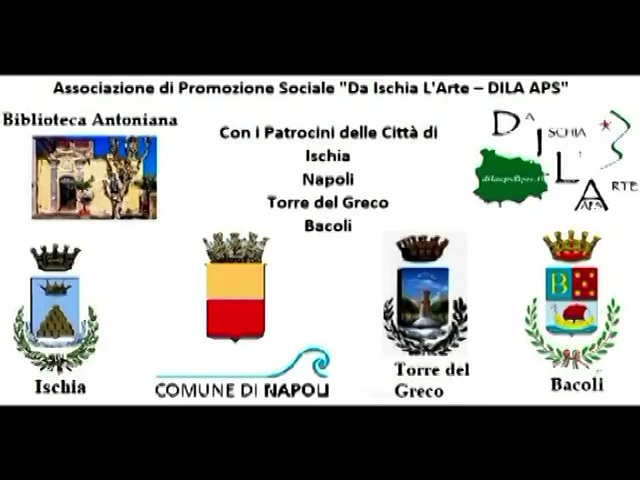 Associazione di Promozione Sociale "Da Ischia L'Arte – DILA APS"
Biblioteca Antoniana
Con i Patrocini delle Città di
Ischia
Napoli
Torre del Greco
Bacoli
DA
ISCHIA
L'
ARTE
APS
B
Ischia
COMUNE DI NAPOLI
Torre del
Greco
Bacoli